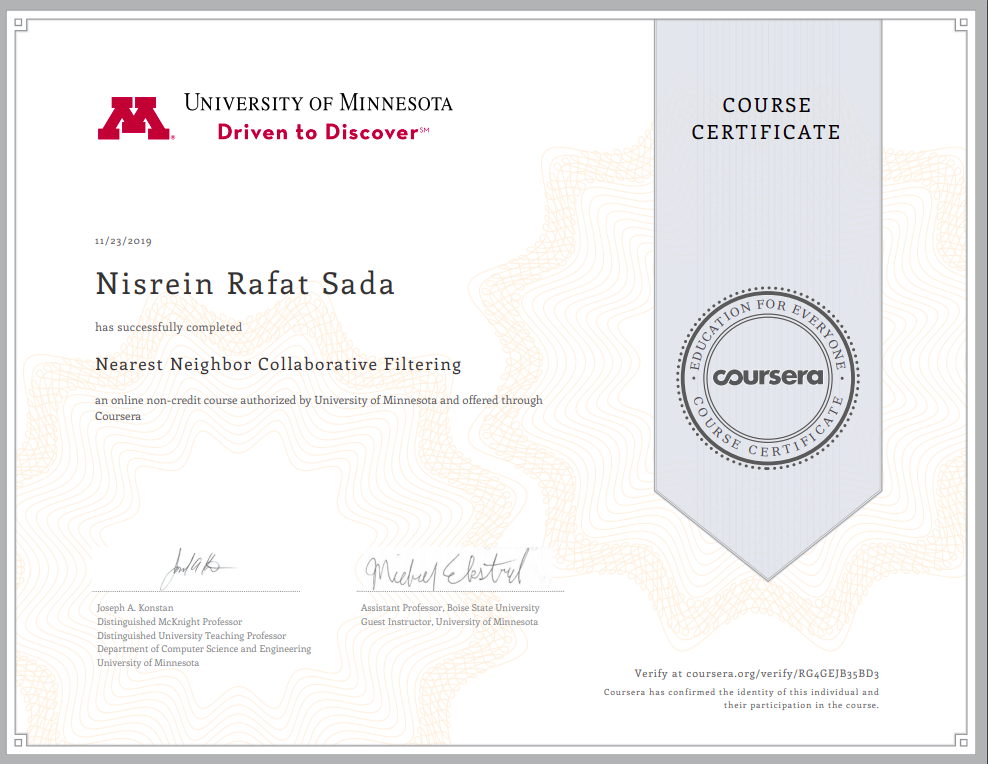 UNIVERSITY OF MINNESOTA
Driven to Discover℠
COURSE
CERTIFICATE
11/23/2019
Nisrein Rafat Sada
has successfully completed
Nearest Neighbor Collaborative Filtering
an online non-credit course authorized by University of Minnesota and offered through
Coursera
EDUCATION FOR EVERYONE
coursera
COURSE CERTIFICATE
Michael Ekstrand
Joseph A. Konstan
Distinguished McKnight Professor
Distinguished University Teaching Professor
Department of Computer Science and Engineering
University of Minnesota
Assistant Professor, Boise State University
Guest Instructor, University of Minnesota
Verify at coursera.org/verify/RG4GEJB35BD3
Coursera has confirmed the identity of this individual and
their participation in the course.